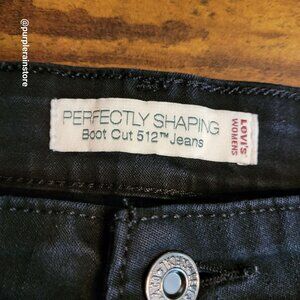 @purplerainstore
PERFECTLY SHAPING
Boot Cut 512™ Jeans
Levi's
WOMENS